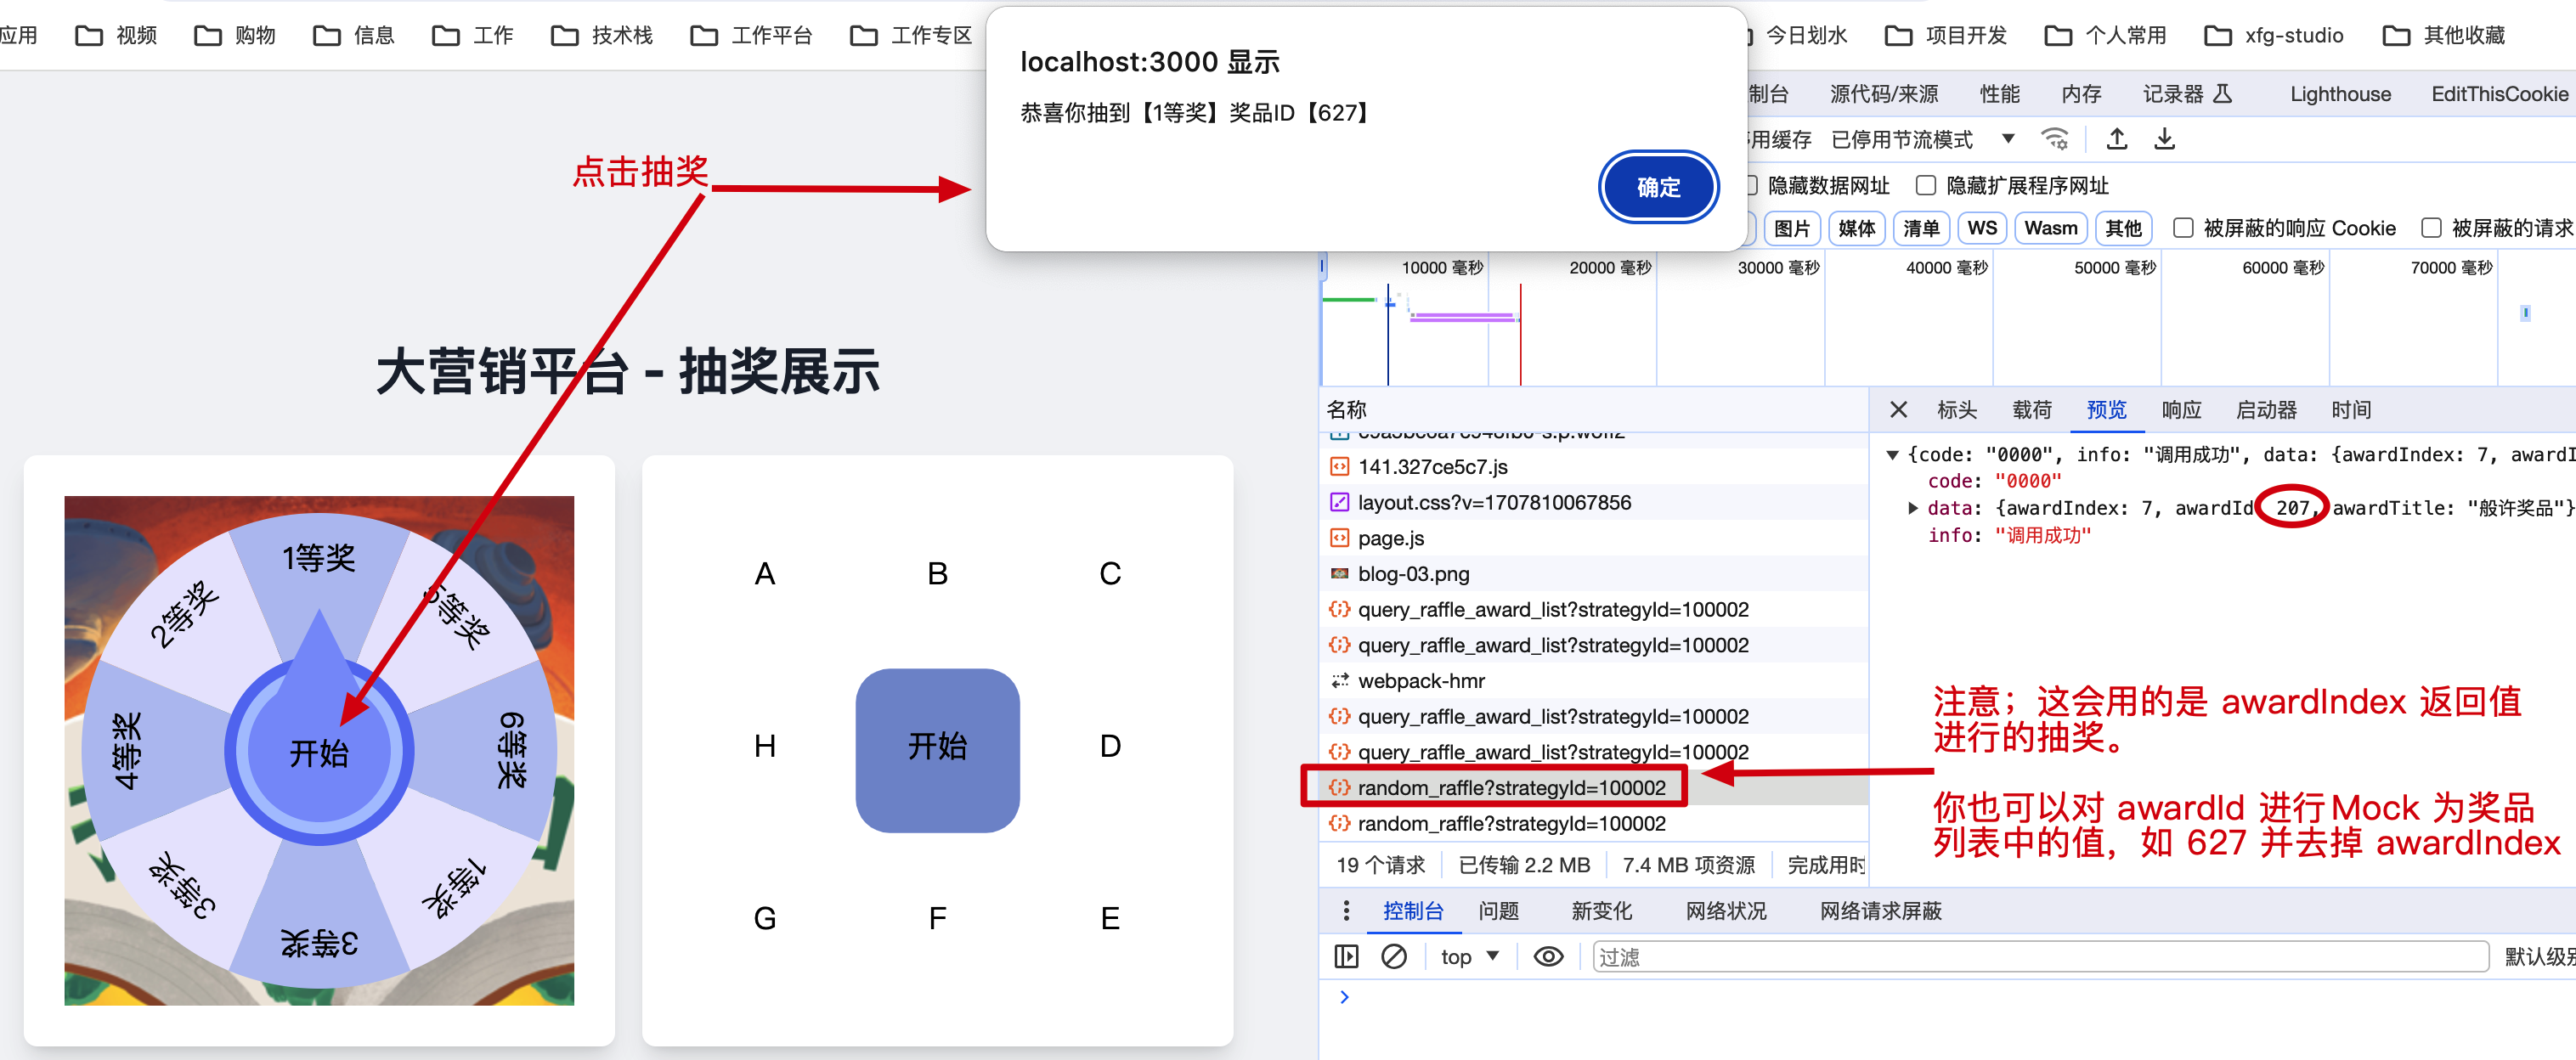 应用
视频
购物
信息
工作
技术栈
工作平台
工作专区
今日划水
项目开发
个人常用
xfg-studio
其他收藏
localhost:3000 显示
恭喜你抽到【1等奖】奖品ID【627】
确定
点击抽奖
大营销平台 - 抽奖展示
1等奖
5等奖
6等奖
1等奖
3等奖
3等奖
4等奖
2等奖
开始
A
B
C
H
开始
D
G
F
E
制台
源代码/来源
性能
内存
记录器
Lighthouse
EditThisCookie
用缓存
已停用节流模式
隐藏数据网址
隐藏扩展程序网址
图片
媒体
清单
WS
Wasm
其他
被屏蔽的响应 Cookie
被屏蔽的请求
10000 毫秒
20000 毫秒
30000 毫秒
40000 毫秒
50000 毫秒
60000 毫秒
70000 毫秒
名称
141.327ce5c7.js
layout.css?v=1707810067856
page.js
blog-03.png
query_raffle_award_list?strategyId=100002
query_raffle_award_list?strategyId=100002
webpack-hmr
query_raffle_award_list?strategyId=100002
query_raffle_award_list?strategyId=100002
random_raffle?strategyId=100002
random_raffle?strategyId=100002
19 个请求
已传输 2.2 MB
7.4 MB 项资源
完成用时
标头
载荷
预览
响应
启动器
时间
{code: "0000", info: "调用成功", data: {awardIndex: 7, awardI
code: "0000"
data: {awardIndex: 7, awardId 207, awardTitle: "般许奖品"}
info: "调用成功"
注意；这会用的是 awardIndex 返回值
进行的抽奖。
你也可以对 awardId 进行Mock 为奖品
列表中的值，如 627 并去掉 awardIndex
控制台
问题
新变化
网络状况
网络请求屏蔽
top
过滤
默认级别